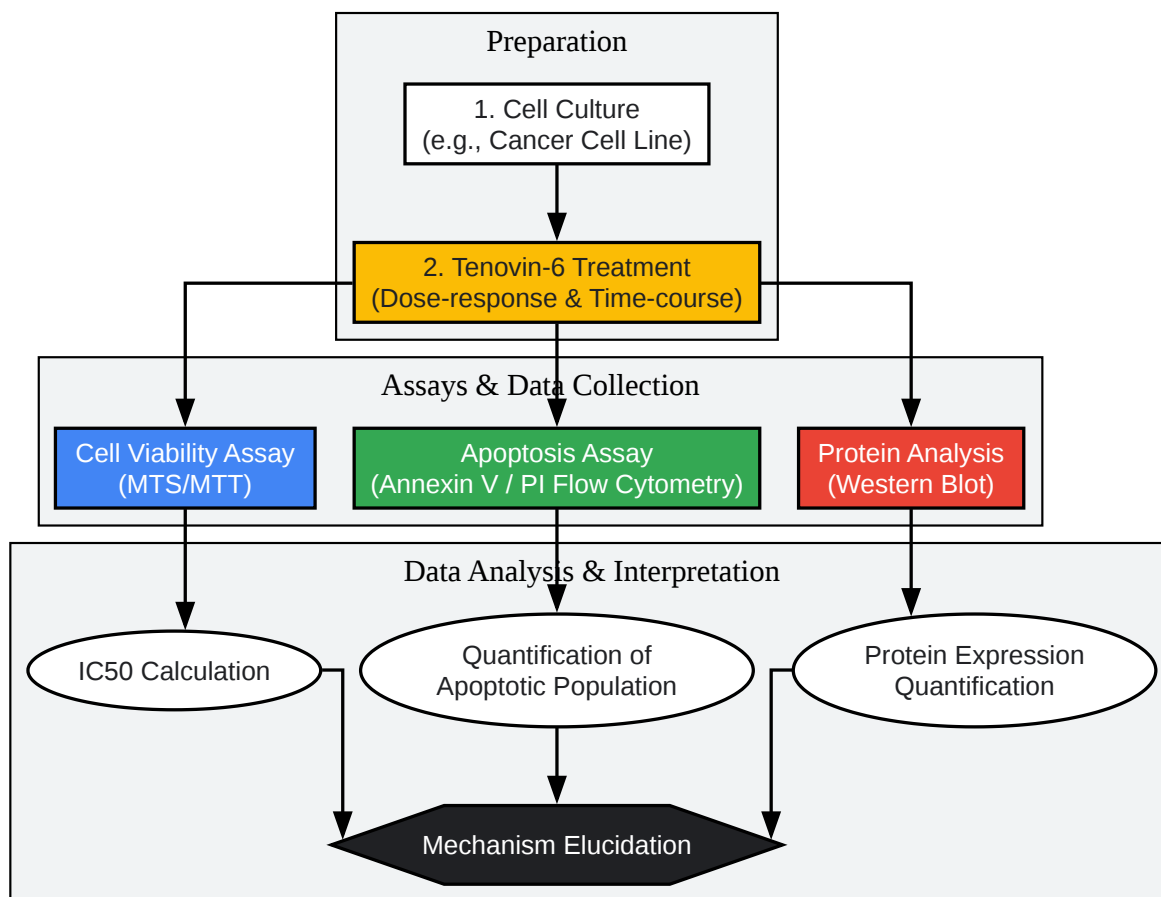 Preparation
1. Cell Culture
(e.g., Cancer Cell Line)
2. Tenovin-6 Treatment
(Dose-response & Time-course)
Assays & Data Collection
Cell Viability Assay
(MTS/MTT)
Apoptosis Assay
(Annexin V / PI Flow Cytometry)
Protein Analysis
(Western Blot)
Data Analysis & Interpretation
IC50 Calculation
Quantification of
Apoptotic Population
Protein Expression
Quantification
Mechanism Elucidation